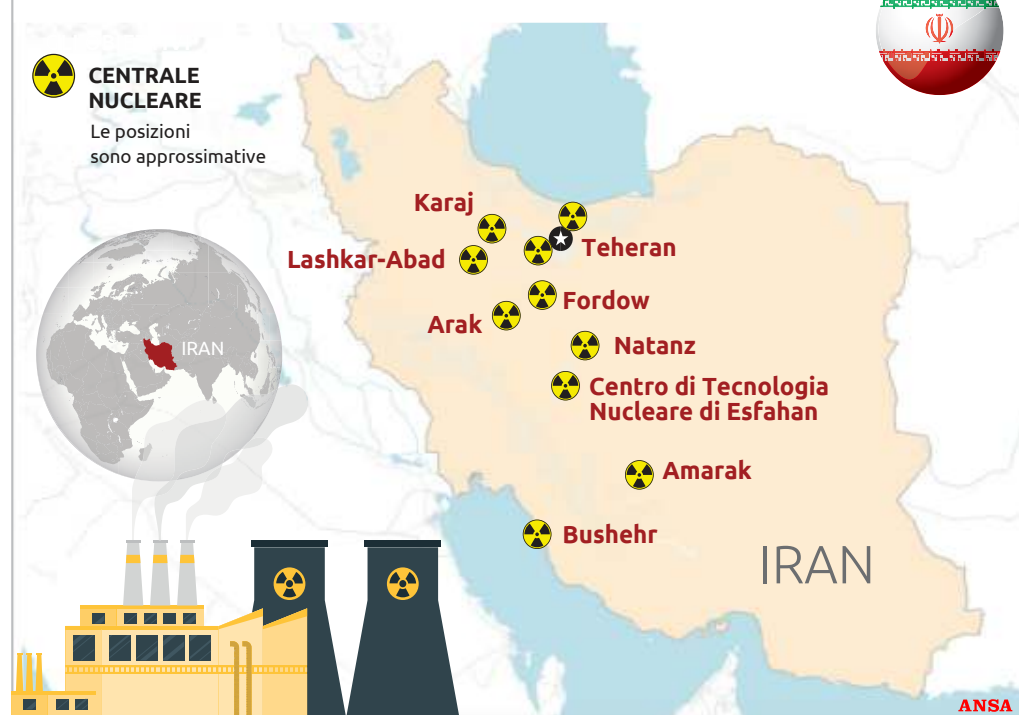 CENTRALE
NUCLEARE
Le posizioni
sono approssimative
IRAN
Karaj
Lashkar-Abad
Teheran
Fordow
Arak
Natanz
Centro di Tecnologia
Nucleare di Esfahan
Amarak
Bushehr
IRAN
ANSA